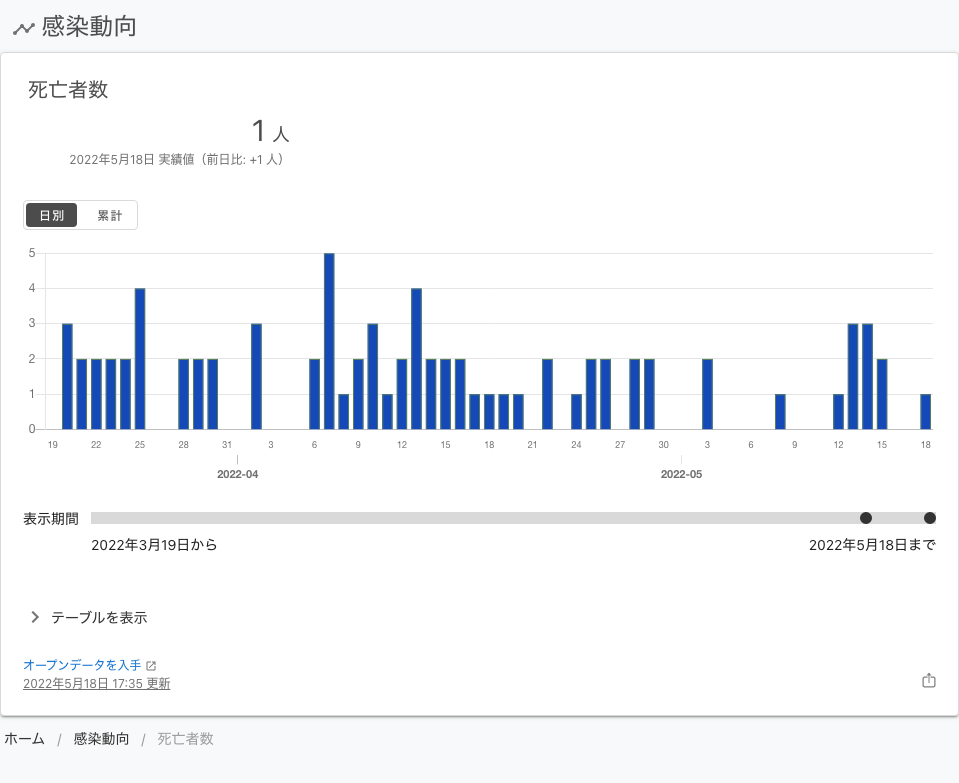 感染動向
死亡者数
1 人
2022年5月18日 実績値（前日比: +1 人）
日別 累計
5
4
3
2
1
0
19 22 25 28 31 3 6 9 12 15 18 21 24 27 30 3 6 9 12 15 18
2022-04 2022-05
表示期間
2022年3月19日から 2022年5月18日まで
テーブルを表示
オープンデータを入手
2022年5月18日 17:35 更新
ホーム / 感染動向 / 死亡者数